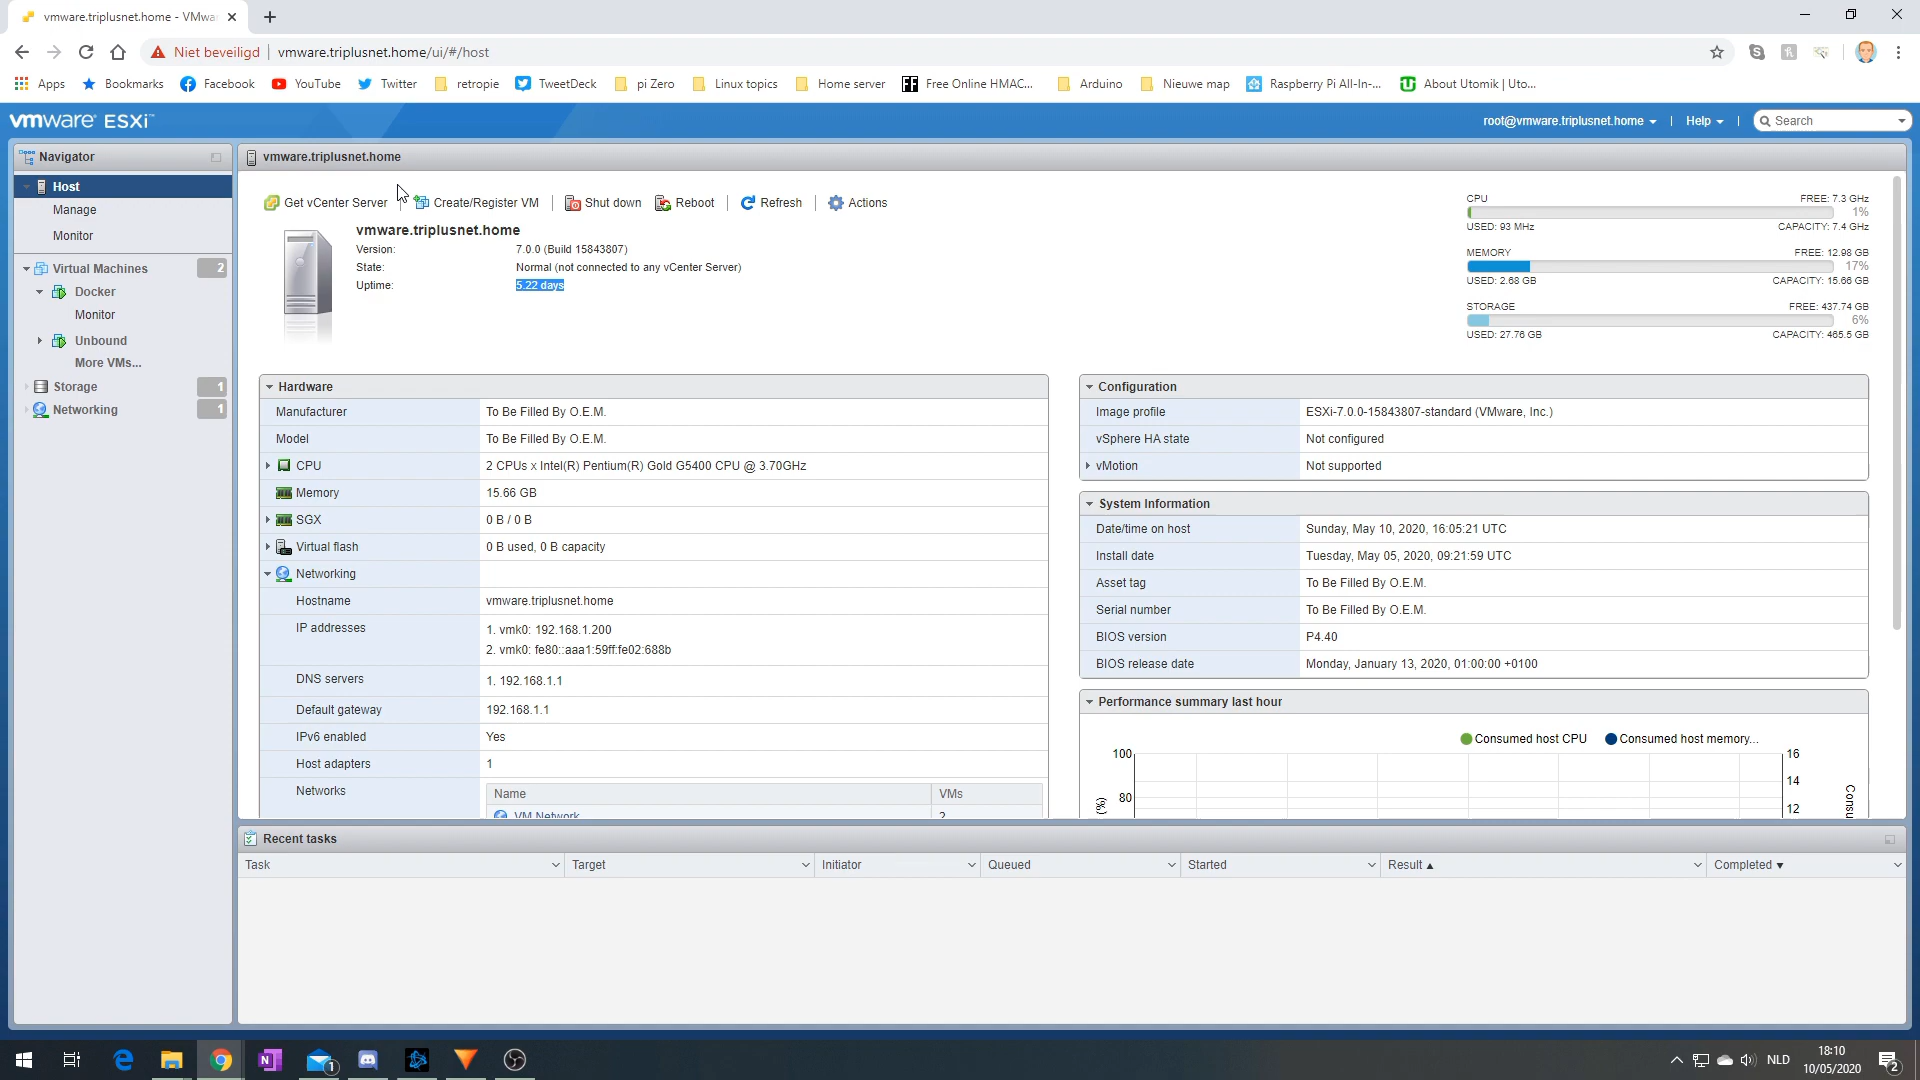 vmware.triplusnet.home - VMwa
Niet beveiligd | vmware.triplusnet.home/ui/#/host
Apps Bookmarks Facebook YouTube Twitter retropie TweetDeck pi Zero Linux topics Home server Free Online HMAC... Arduino Nieuwe map Raspberry Pi All-In-... About Utomik | Uto...
vmware ESXi™ root@vmware.triplusnet.home | Help | Search
Navigator
Host
Manage
Monitor
Virtual Machines 2
Docker
Monitor
Unbound
More VMs...
Storage 1
Networking 1
vmware.triplusnet.home
Get vCenter Server Create/Register VM Shut down Reboot Refresh Actions
vmware.triplusnet.home
Version: 7.0.0 (Build 15843807)
State: Normal (not connected to any vCenter Server)
Uptime: 5.22 days
CPU FREE: 7.3 GHz
1%
USED: 93 MHz CAPACITY: 7.4 GHz
MEMORY FREE: 12.98 GB
17%
USED: 2.68 GB CAPACITY: 15.66 GB
STORAGE FREE: 437.74 GB
6%
USED: 27.76 GB CAPACITY: 465.5 GB
Hardware
Manufacturer To Be Filled By O.E.M.
Model To Be Filled By O.E.M.
CPU 2 CPUs x Intel(R) Pentium(R) Gold G5400 CPU @ 3.70GHz
Memory 15.66 GB
SGX 0 B / 0 B
Virtual flash 0 B used, 0 B capacity
Networking
Hostname vmware.triplusnet.home
IP addresses 1. vmk0: 192.168.1.200
2. vmk0: fe80::aaa1:59ff:fe02:688b
DNS servers 1. 192.168.1.1
Default gateway 192.168.1.1
IPv6 enabled Yes
Host adapters 1
Networks Name VMs
VM Network 2
Configuration
Image profile ESXi-7.0.0-15843807-standard (VMware, Inc.)
vSphere HA state Not configured
vMotion Not supported
System Information
Date/time on host Sunday, May 10, 2020, 16:05:21 UTC
Install date Tuesday, May 05, 2020, 09:21:59 UTC
Asset tag To Be Filled By O.E.M.
Serial number To Be Filled By O.E.M.
BIOS version P4.40
BIOS release date Monday, January 13, 2020, 01:00:00 +0100
Performance summary last hour
Consumed host CPU Consumed host memory...
100 16
14
80 12
(%)
Consu
Recent tasks
Task Target Initiator Queued Started Result Completed
1 NLD 18:10
10/05/2020 2